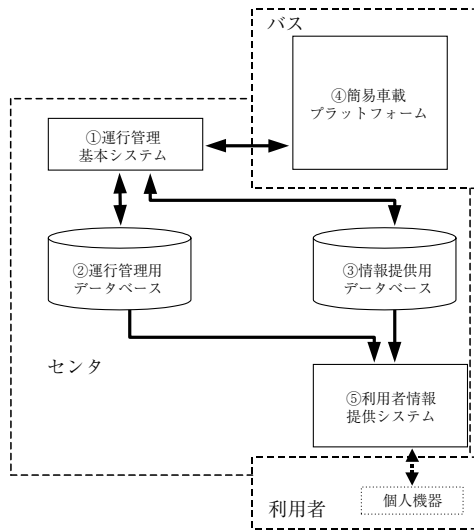 バス
④簡易車載
プラットフォーム
①運行管理
基本システム
②運行管理用
データベース
③情報提供用
データベース
センタ
⑤利用者情報
提供システム
利用者
個人機器